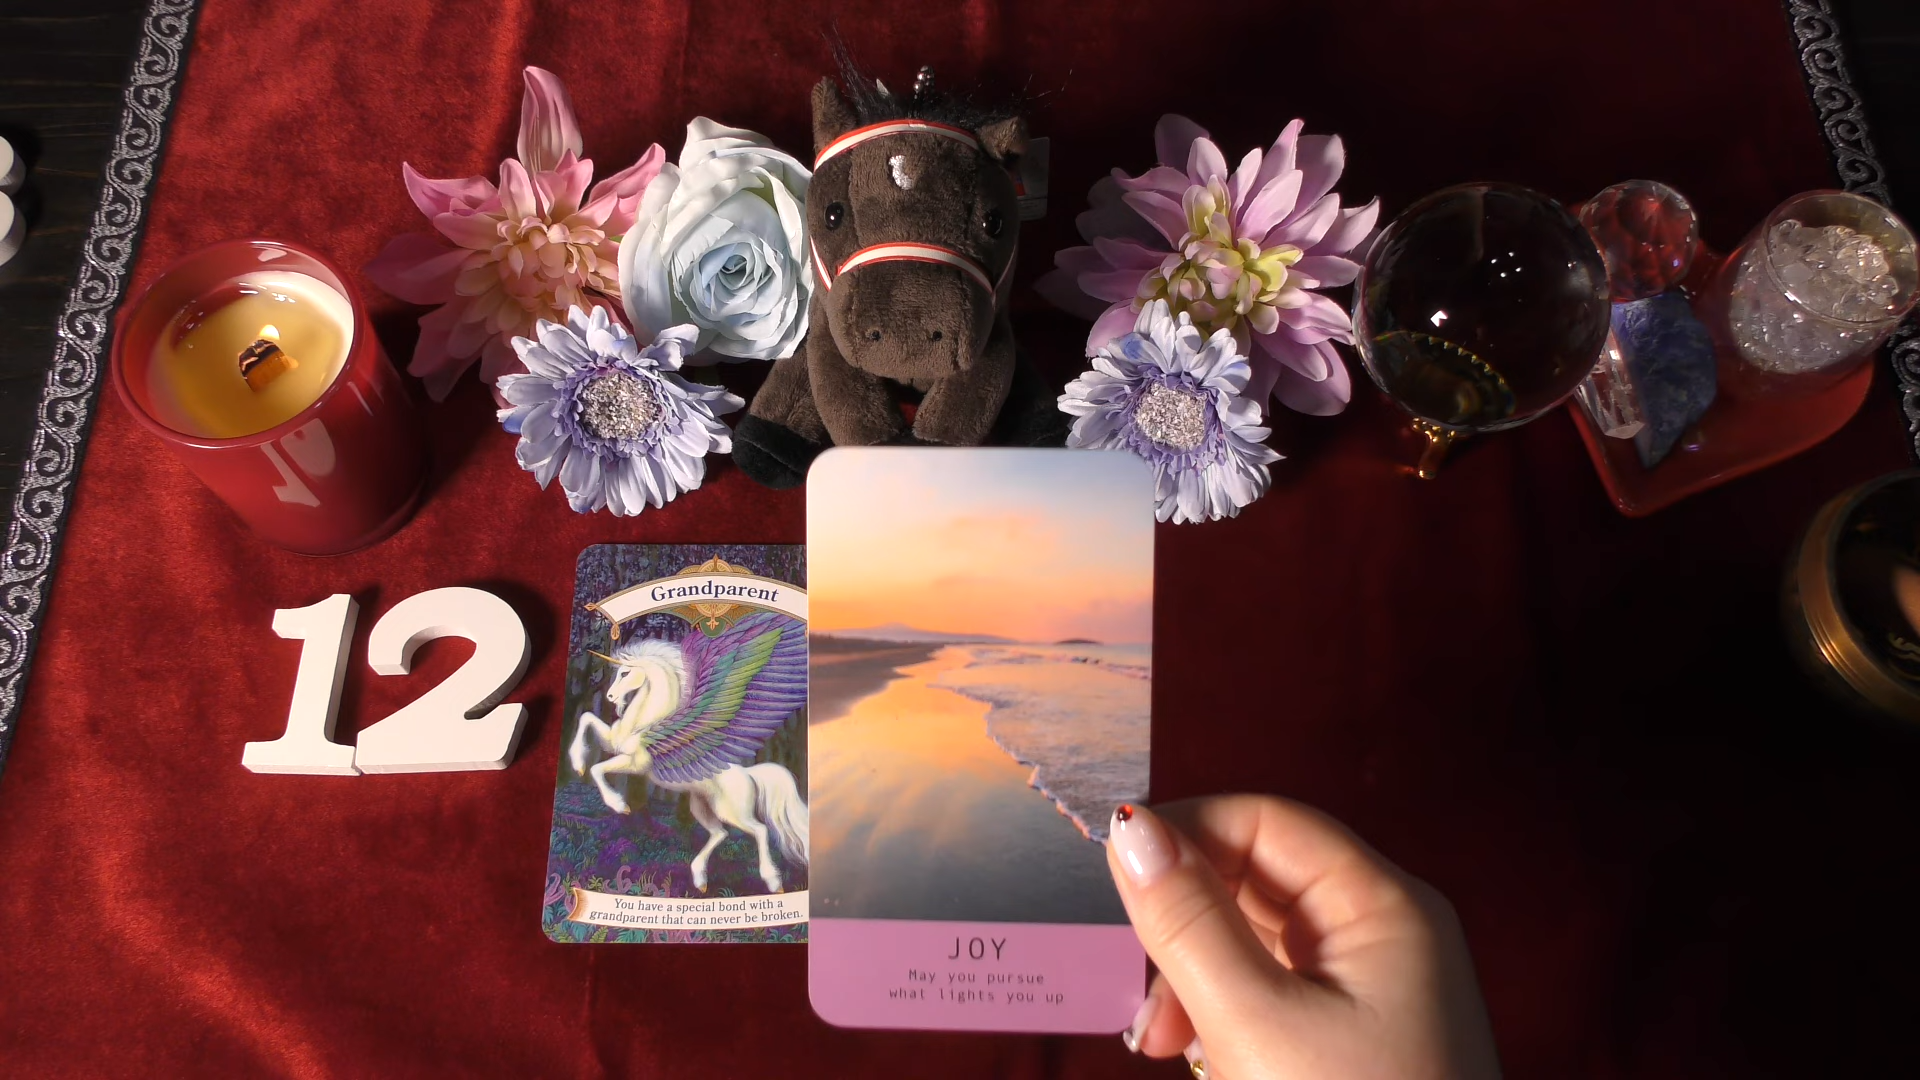 12
Grandparent
You have a special bond with a
grandparent that can never be broken.
JOY
May you pursue
what lights you up